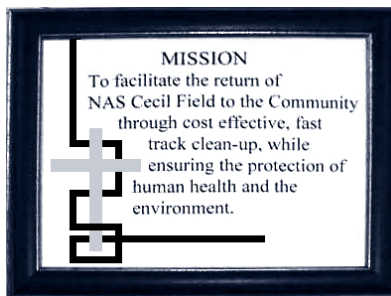 MISSION
To facilitate the return of
NAS Cecil Field to the Community
through cost effective, fast
track clean-up, while
ensuring the protection of
human health and the
environment.